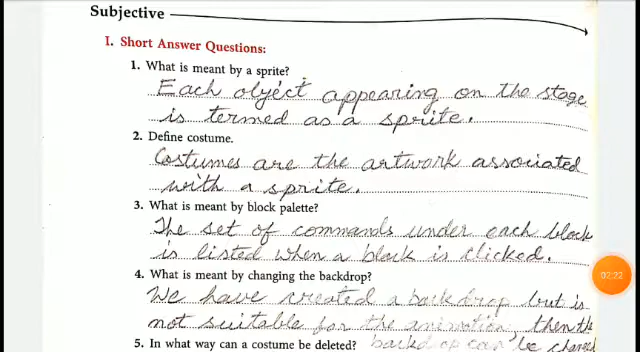 Subjective
I. Short Answer Questions:
1. What is meant by a sprite?
Each object appearing on the stage
is termed as a sprite.
2. Define costume.
Costumes are the artwork associated
with a sprite.
3. What is meant by block palette?
The set of commands under each block
is listed when a block is clicked.
4. What is meant by changing the backdrop?
We have created a backdrop but is
not suitable for the animation, then the
5. In what way can a costume be deleted? backdrop can be changed
02:22